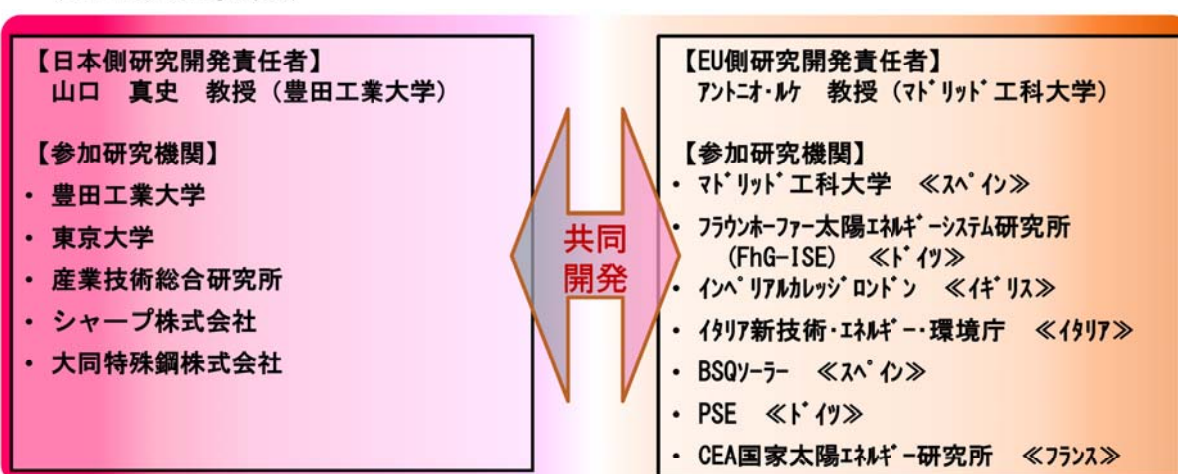 【日本側研究開発責任者】
山口　真史　教授（豊田工業大学）
【参加研究機関】
・ 豊田工業大学
・ 東京大学
・ 産業技術総合研究所
・ シャープ株式会社
・ 大同特殊鋼株式会社
共同
開発
【EU側研究開発責任者】
ｱﾝﾄﾆｵ・ﾙｹ　教授（ﾏﾄﾞﾘｯﾄﾞ工科大学）
【参加研究機関】
・ ﾏﾄﾞﾘｯﾄﾞ工科大学　≪ｽﾍﾟｲﾝ≫
・ ﾌﾗｳﾝﾎｰﾌｧｰ太陽ｴﾈﾙｷﾞｰｼｽﾃﾑ研究所
(FhG-ISE)　≪ﾄﾞｲﾂ≫
・ ｲﾝﾍﾟﾘｱﾙｶﾚｯｼﾞﾛﾝﾄﾞﾝ　≪ｲｷﾞﾘｽ≫
・ ｲﾀﾘｱ新技術・ｴﾈﾙｷﾞｰ・環境庁　≪ｲﾀﾘｱ≫
・ BSQｿｰﾗｰ　≪ｽﾍﾟｲﾝ≫
・ PSE　≪ﾄﾞｲﾂ≫
・ CEA国家太陽ｴﾈﾙｷﾞｰ研究所　≪ﾌﾗﾝｽ≫